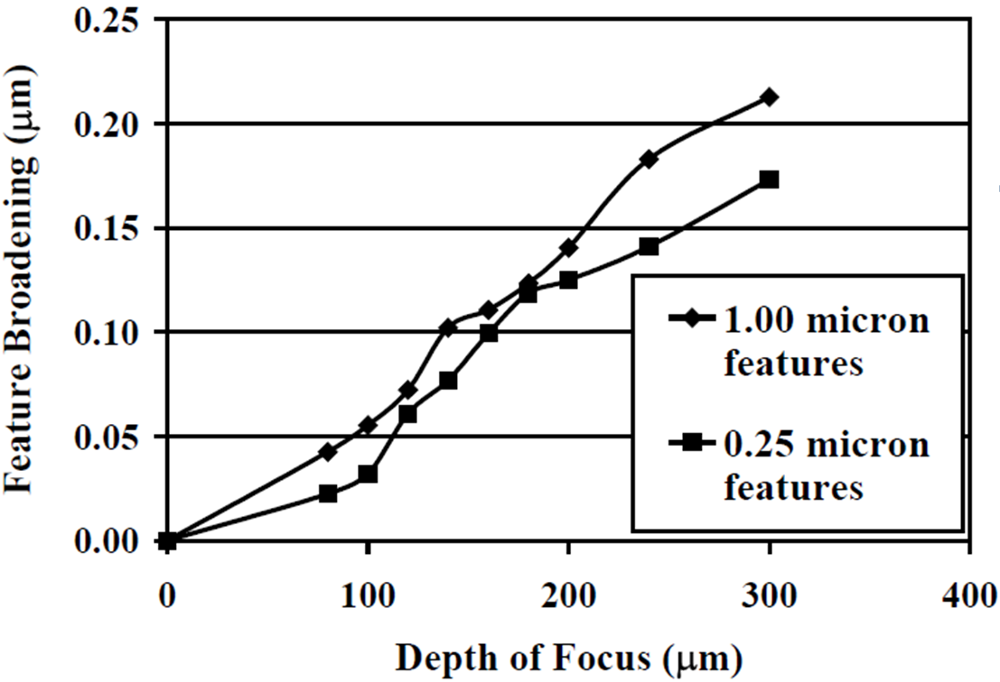 0.25
0.20
0.15
0.10
0.05
0.00
Feature Broadening (μm)
0 100 200 300 400
Depth of Focus (μm)
1.00 micron
features
0.25 micron
features